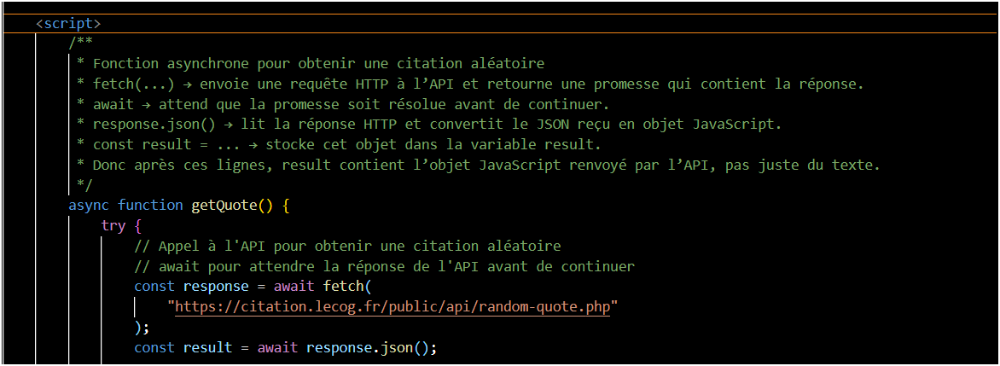 <script>
/**
* Fonction asynchrone pour obtenir une citation aléatoire
* fetch(...) → envoie une requête HTTP à l’API et retourne une promesse qui contient la réponse.
* await → attend que la promesse soit résolue avant de continuer.
* response.json() → lit la réponse HTTP et convertit le JSON reçu en objet JavaScript.
* const result = ... → stocke cet objet dans la variable result.
* Donc après ces lignes, result contient l’objet JavaScript renvoyé par l’API, pas juste du texte.
*/
async function getQuote() {
try {
// Appel à l'API pour obtenir une citation aléatoire
// await pour attendre la réponse de l'API avant de continuer
const response = await fetch(
"https://citation.lecog.fr/public/api/random-quote.php"
);
const result = await response.json();